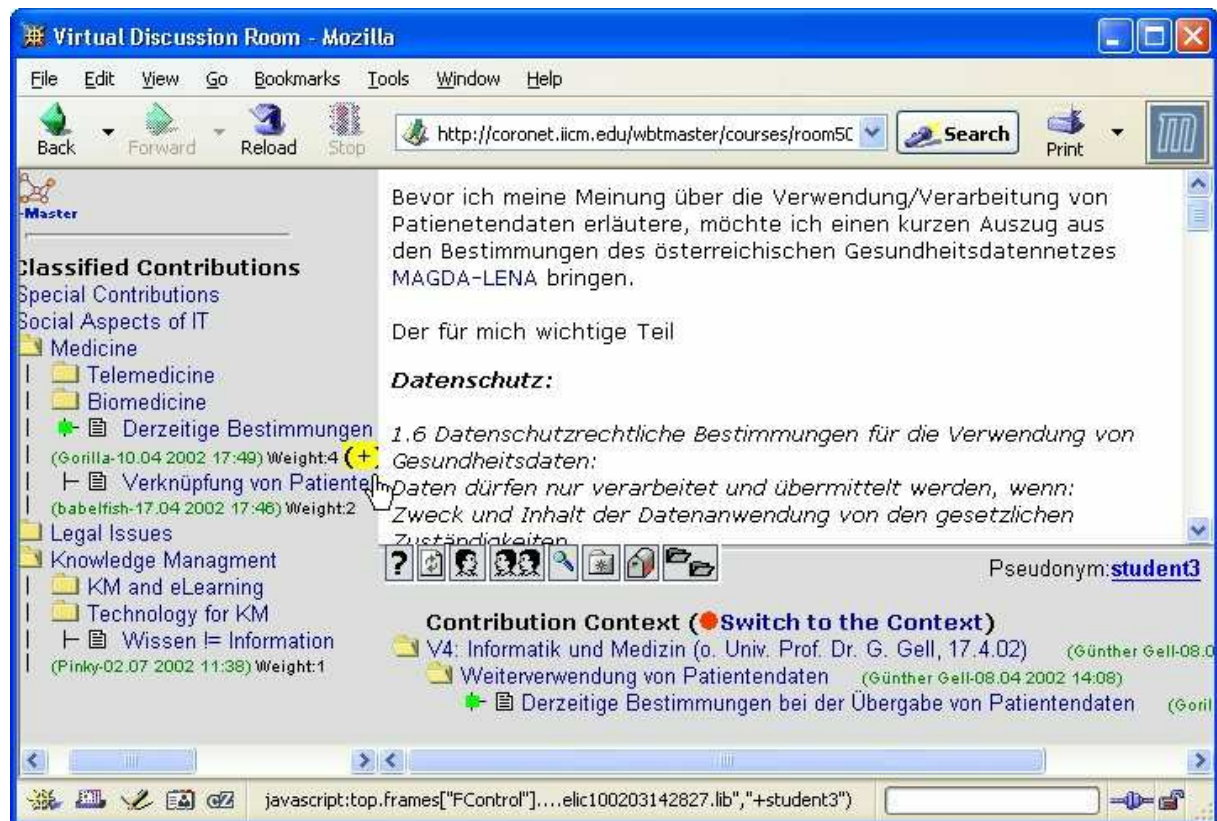 Virtual Discussion Room - Mozilla
File Edit View Go Bookmarks Tools Window Help
Back Forward Reload Stop http://coronet.iicm.edu/wbtmaster/courses/room50 Search Print
-Master
Classified Contributions
Special Contributions
Social Aspects of IT
Medicine
Telemedicine
Biomedicine
Derzeitige Bestimmungen
(Gorilla-10.04 2002 17:49) Weight:4 (+)
Verknüpfung von Patiente
(babelfish-17.04 2002 17:46) Weight:2
Legal Issues
Knowledge Managment
KM and eLearning
Technology for KM
Wissen != Information
(Pinky-02.07 2002 11:38) Weight:1
Bevor ich meine Meinung über die Verwendung/Verarbeitung von
Patienetendaten erläutere, möchte ich einen kurzen Auszug aus
den Bestimmungen des österreichischen Gesundheitsdatennetzes
MAGDA-LENA bringen.
Der für mich wichtige Teil
Datenschutz:
1.6 Datenschutzrechtliche Bestimmungen für die Verwendung von
Gesundheitsdaten:
Daten dürfen nur verarbeitet und übermittelt werden, wenn:
Zweck und Inhalt der Datenanwendung von den gesetzlichen
Zuständigkeiten
?
Pseudonym:student3
Contribution Context (Switch to the Context)
V4: Informatik und Medizin (o. Univ. Prof. Dr. G. Gell, 17.4.02) (Günther Gell-08.0
Weiterverwendung von Patientendaten (Günther Gell-08.04 2002 14:08)
Derzeitige Bestimmungen bei der Übergabe von Patientendaten (Goril
javascript:top.frames["FControl"]....elic100203142827.lib","+student3")